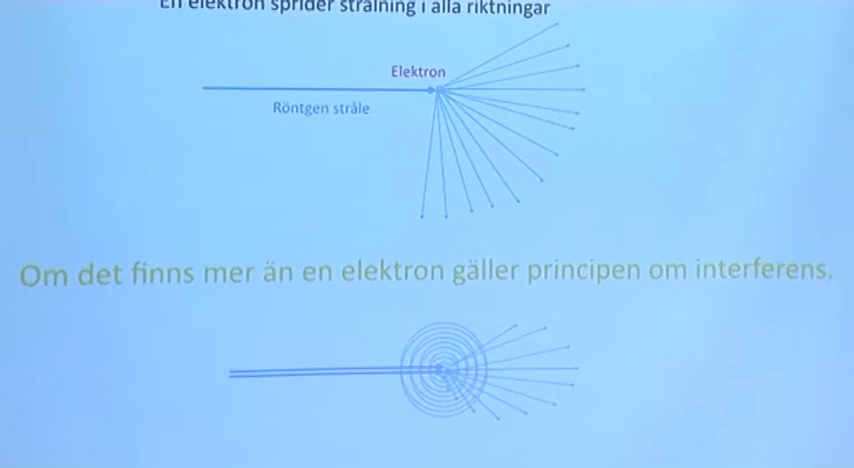 En elektron sprider strålning i alla riktningar
Elektron
Röntgen stråle
Om det finns mer än en elektron gäller principen om interferens.